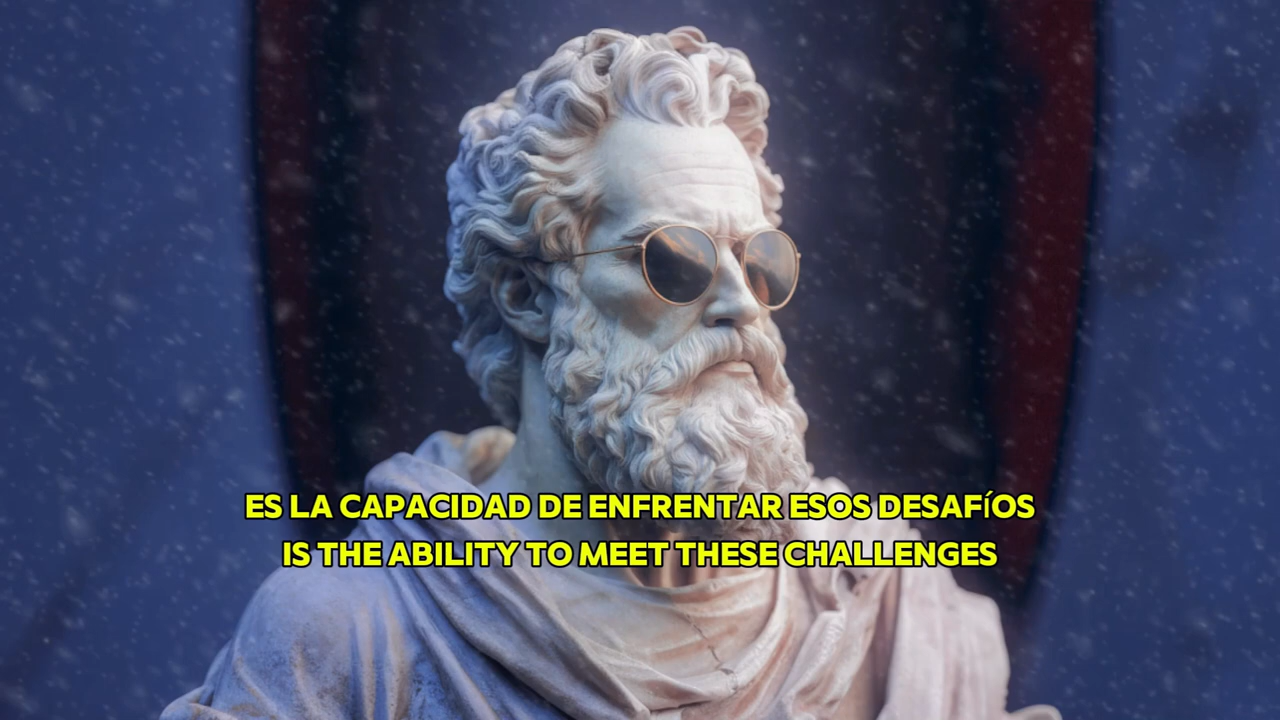 ES LA CAPACIDAD DE ENFRENTAR ESOS DESAFÍOS
IS THE ABILITY TO MEET THESE CHALLENGES